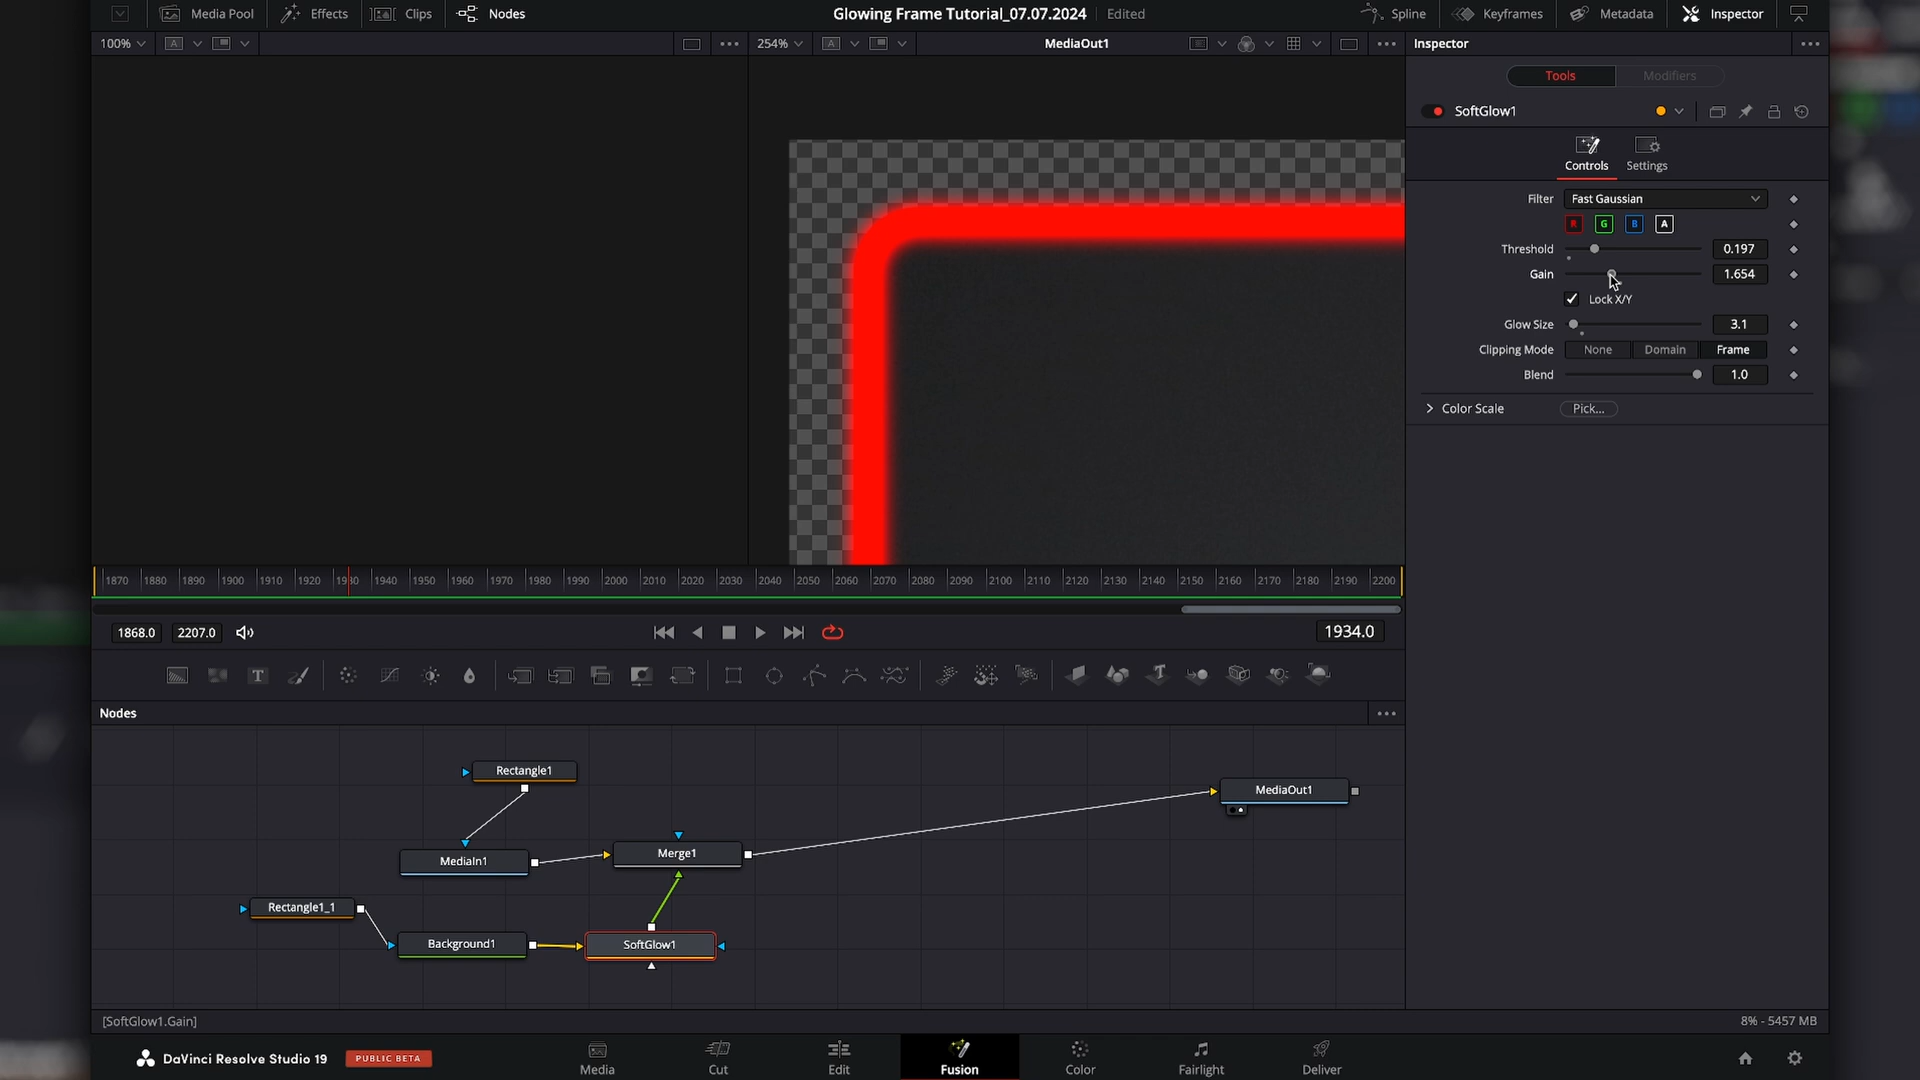 Media Pool Effects Clips Nodes Glowing Frame Tutorial_07.07.2024 Edited Spline Keyframes Metadata Inspector
100% A 254% A MediaOut1 Inspector
Tools Modifiers
SoftGlow1
Controls Settings
Filter Fast Gaussian
R G B A
Threshold 0.197
Gain 1.654
Lock X/Y
Glow Size 3.1
Clipping Mode None Domain Frame
Blend 1.0
Color Scale Pick...
1870 1880 1890 1900 1910 1920 1930 1940 1950 1960 1970 1980 1990 2000 2010 2020 2030 2040 2050 2060 2070 2080 2090 2100 2110 2120 2130 2140 2150 2160 2170 2180 2190 2200
1868.0 2207.0 1934.0
T T
Nodes
Rectangle1
MediaOut1
Merge1
MediaIn1
Rectangle1_1
Background1 SoftGlow1
[SoftGlow1.Gain] 8% - 5457 MB
DaVinci Resolve Studio 19 PUBLIC BETA Media Cut Edit Fusion Color Fairlight Deliver